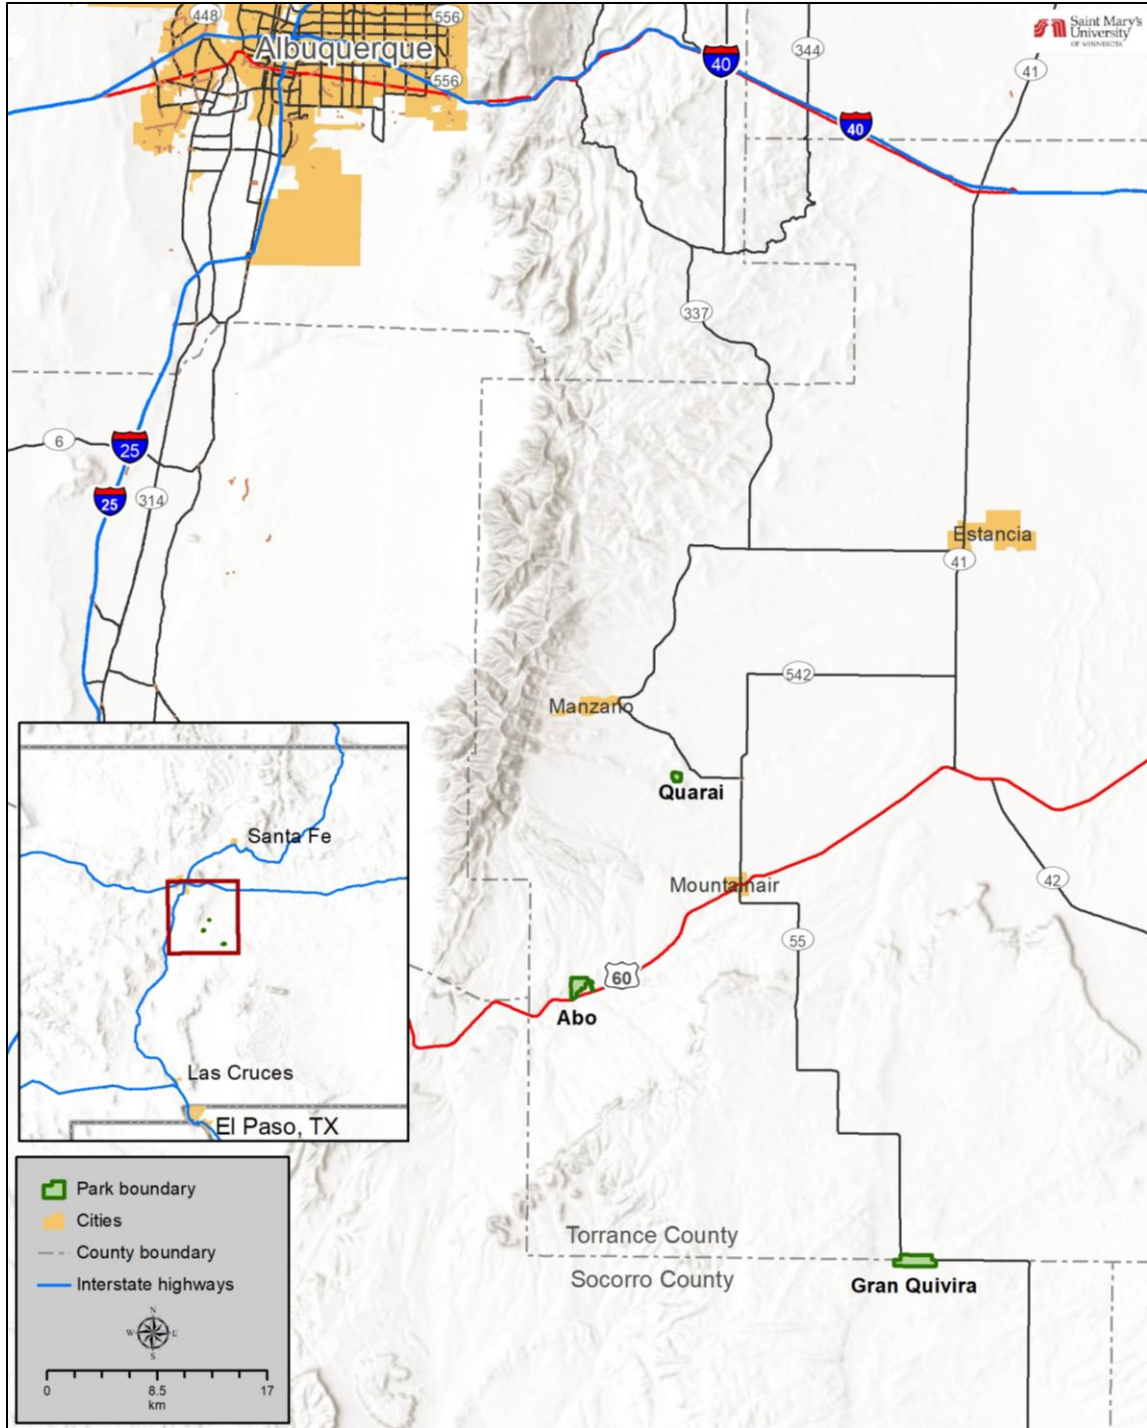 448
556
Albuquerque
556
40
344
Saint Mary's
University
OF MINNESOTA
41
40
337
6
25
25
314
Estancia
41
542
Manzano
Quarai
Mountainair
42
55
60
Abo
Santa Fe
Las Cruces
El Paso, TX
Park boundary
Cities
County boundary
Interstate highways
N
W
E
S
0
8.5
17
km
Torrance County
Socorro County
Gran Quivira